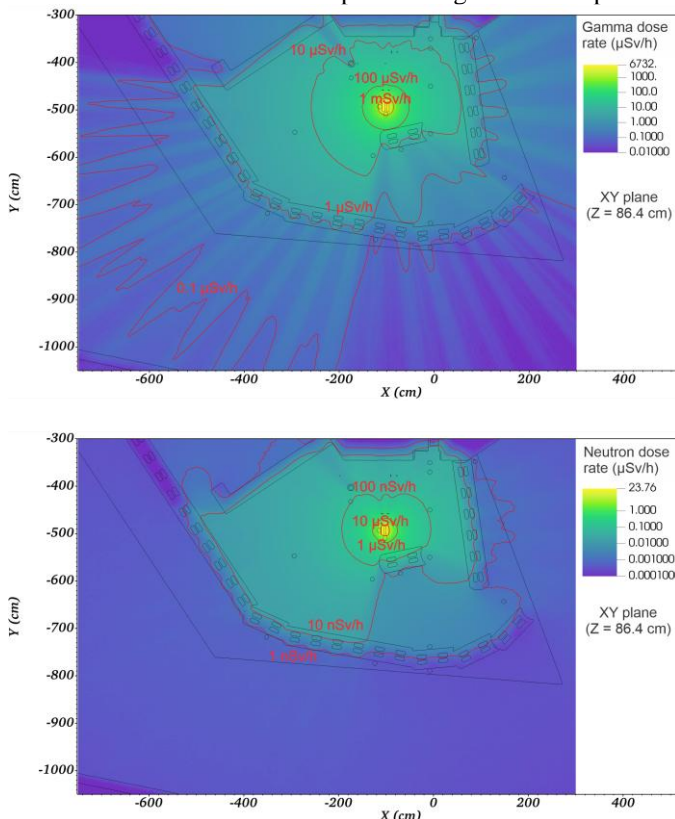 -300
-400
-500
-600
-700
-800
-900
-1000
Y (cm)
10 µSv/h
100 µSv/h
1 mSv/h
1 µSv/h
0.1 µSv/h
-600
-400
-200
0
200
400
X (cm)
Gamma dose
rate (µSv/h)
6732.
1000.
100.0
10.00
1.000
0.1000
0.01000
XY plane
(Z = 86.4 cm)
-300
-400
-500
-600
-700
-800
-900
-1000
Y (cm)
100 nSv/h
10 µSv/h
1 µSv/h
10 nSv/h
1 nSv/h
-600
-400
-200
0
200
400
X (cm)
Neutron dose
rate (µSv/h)
23.76
1.000
0.1000
0.01000
0.001000
0.000100
XY plane
(Z = 86.4 cm)